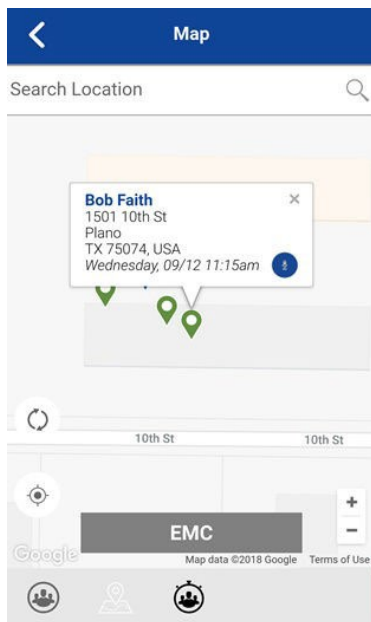 Map
Search Location
Bob Faith
1501 10th St
Plano
TX 75074, USA
Wednesday, 09/12 11:15am
10th St
10th St
EMC
Google
Map data ©2018 Google
Terms of Use